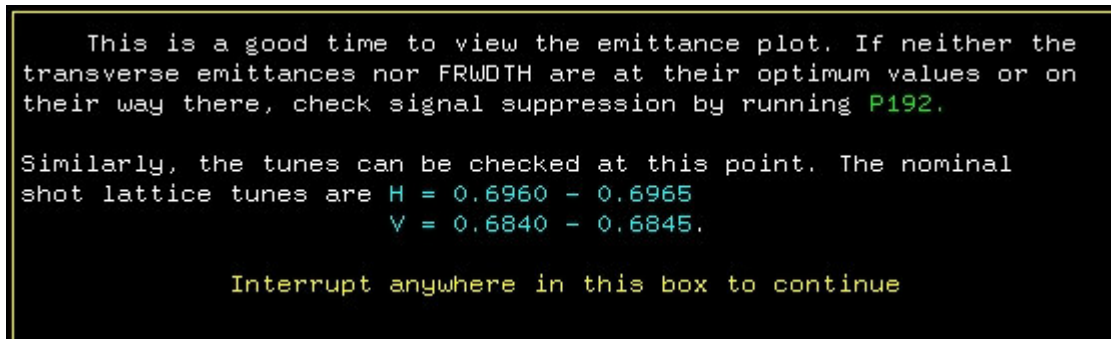 This is a good time to view the emittance plot. If neither the
transverse emittances nor FRWDTH are at their optimum values or on
their way there, check signal suppression by running P192.
Similarly, the tunes can be checked at this point. The nominal
shot lattice tunes are H = 0.6960 - 0.6965
V = 0.6840 - 0.6845.
Interrupt anywhere in this box to continue